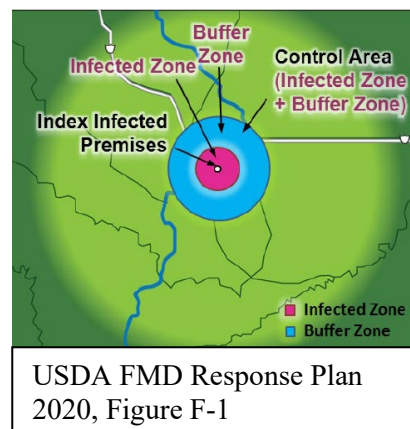 Buffer
Zone
Infected Zone
Control Area
(Infected Zone
+ Buffer Zone)
Index Infected
Premises
Infected Zone
Buffer Zone
USDA FMD Response Plan
2020, Figure F-1